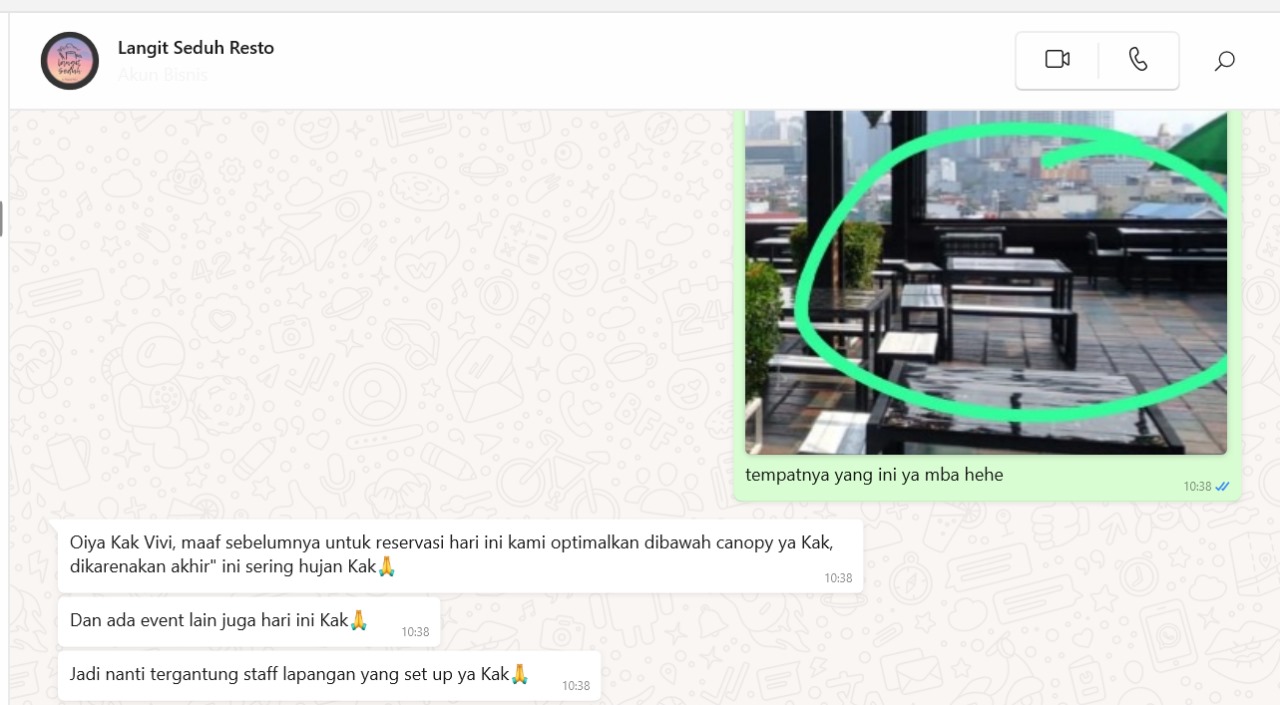 Langit Seduh Resto
Akun Bisnis
langit
seduh
tempatnya yang ini ya mba hehe
10:38
Oiya Kak Vivi, maaf sebelumnya untuk reservasi hari ini kami optimalkan dibawah canopy ya Kak,
dikarenakan akhir" ini sering hujan Kak🙏
10:38
Dan ada event lain juga hari ini Kak🙏
10:38
Jadi nanti tergantung staff lapangan yang set up ya Kak🙏
10:38